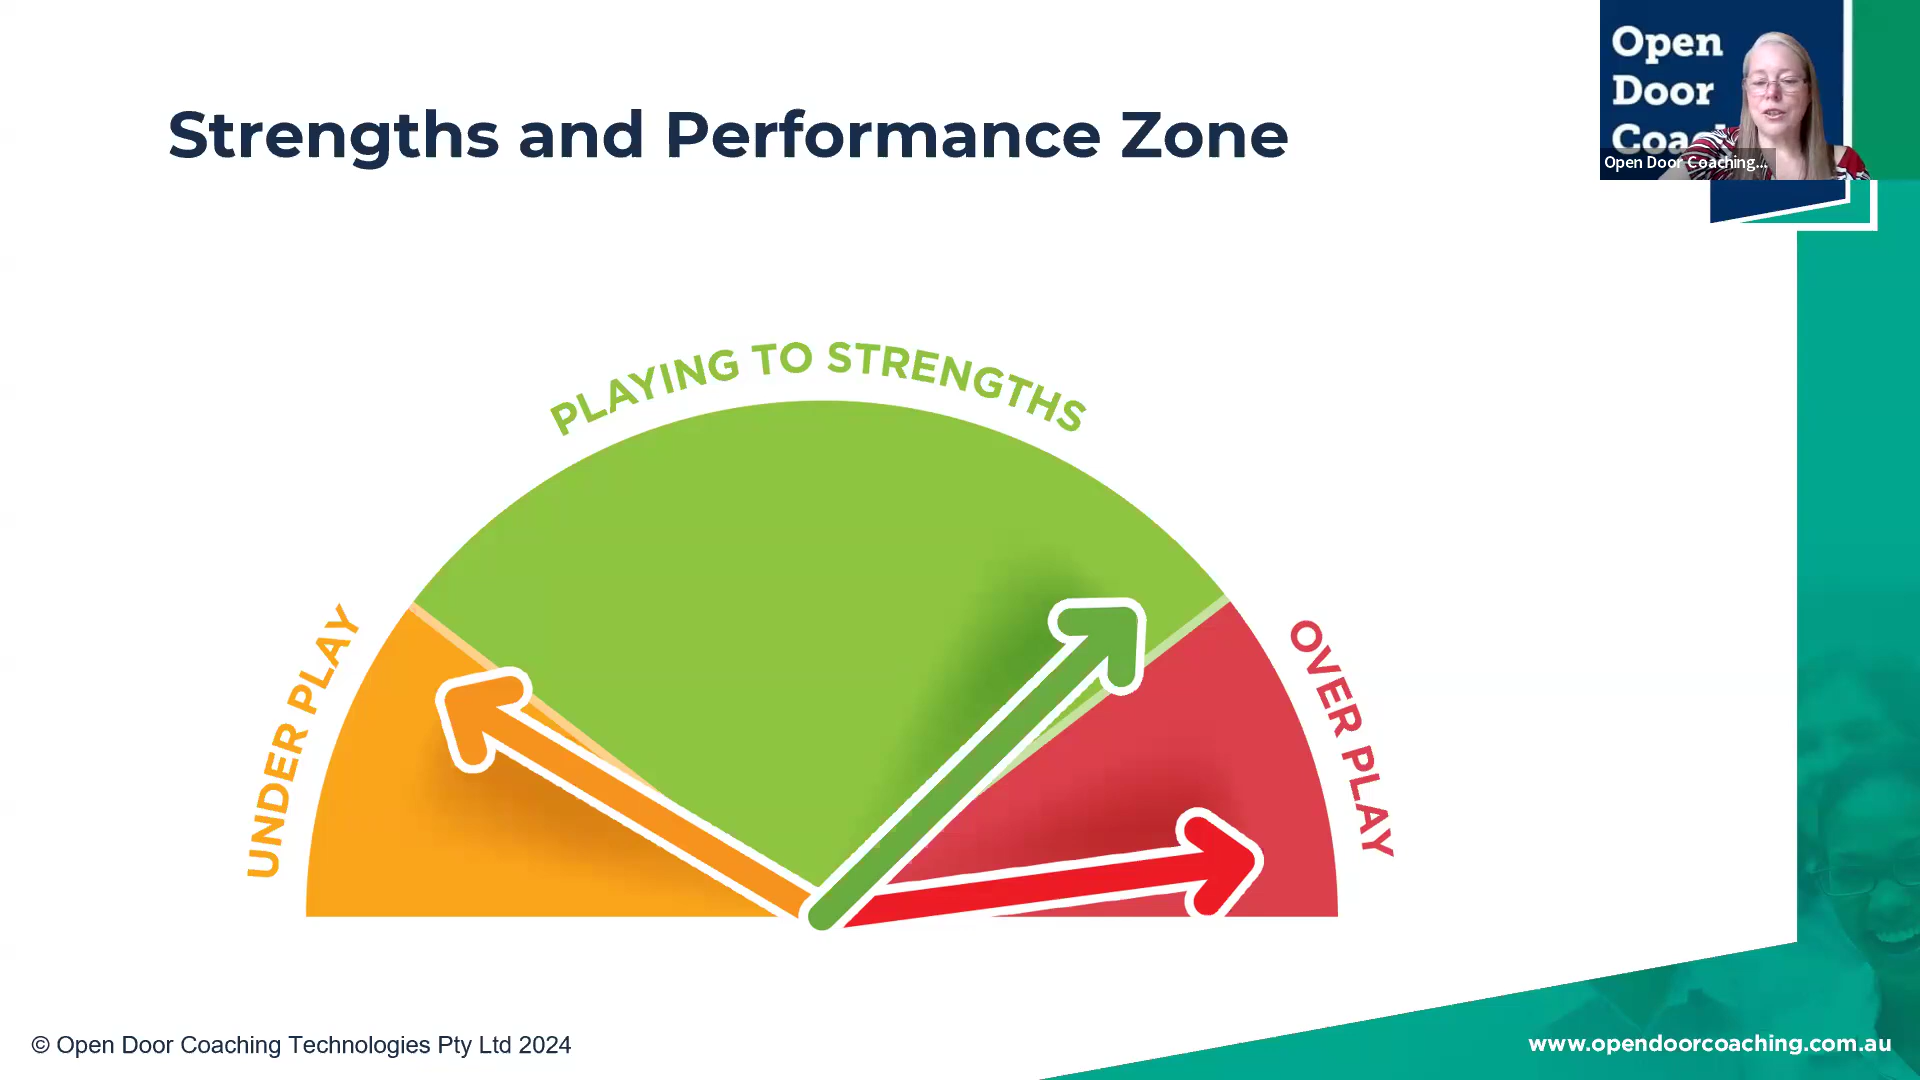 Strengths and Performance Zone
Open
Door
Coac
Open Door Coaching...
PLAYING TO STRENGTHS
UNDER PLAY
OVER PLAY
© Open Door Coaching Technologies Pty Ltd 2024
www.opendoorcoaching.com.au